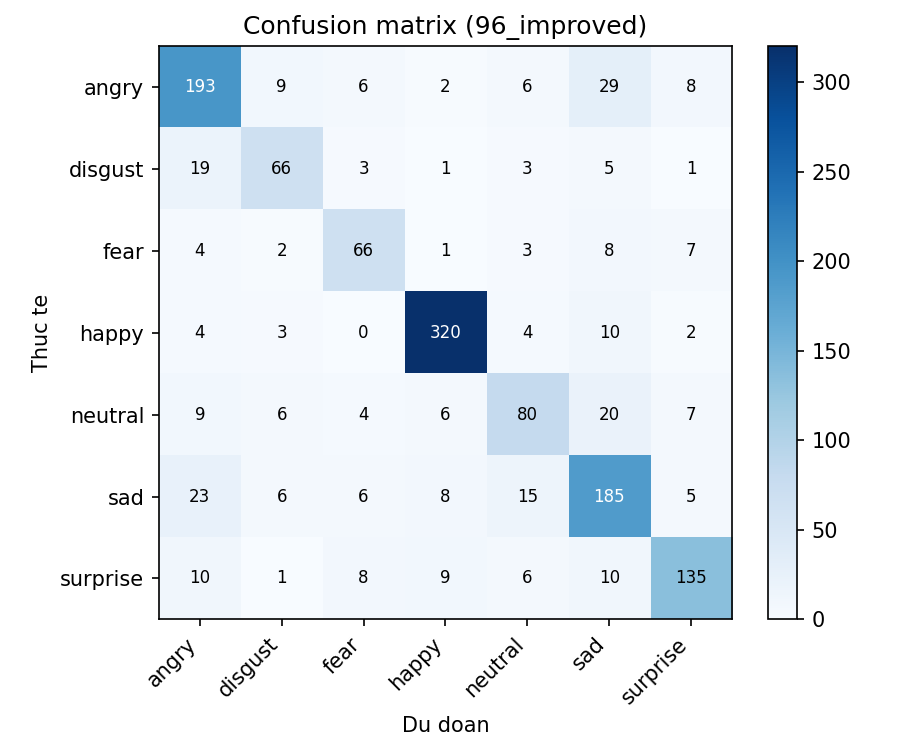 Confusion matrix (96_improved)
angry 193 9 6 2 6 29 8
disgust 19 66 3 1 3 5 1
fear 4 2 66 1 3 8 7
happy 4 3 0 320 4 10 2
neutral 9 6 4 6 80 20 7
sad 23 6 6 8 15 185 5
surprise 10 1 8 9 6 10 135
angry disgust fear happy neutral sad surprise
Du doan
Thuc te
300
250
200
150
100
50
0